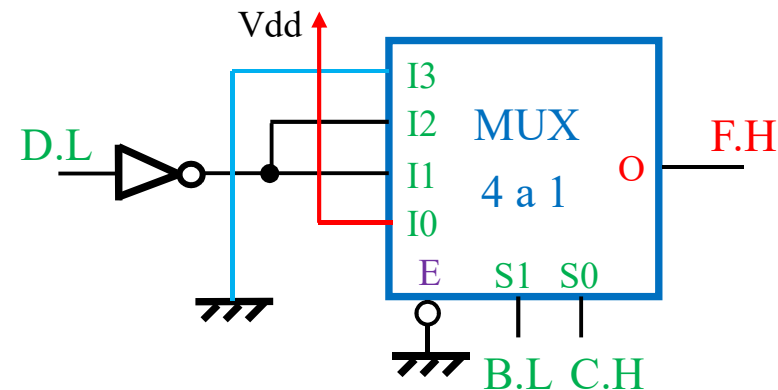 Vdd
I3
I2 MUX
D.L F.H
I1 O
4 a 1
I0
E S1 S0
B.L C.H